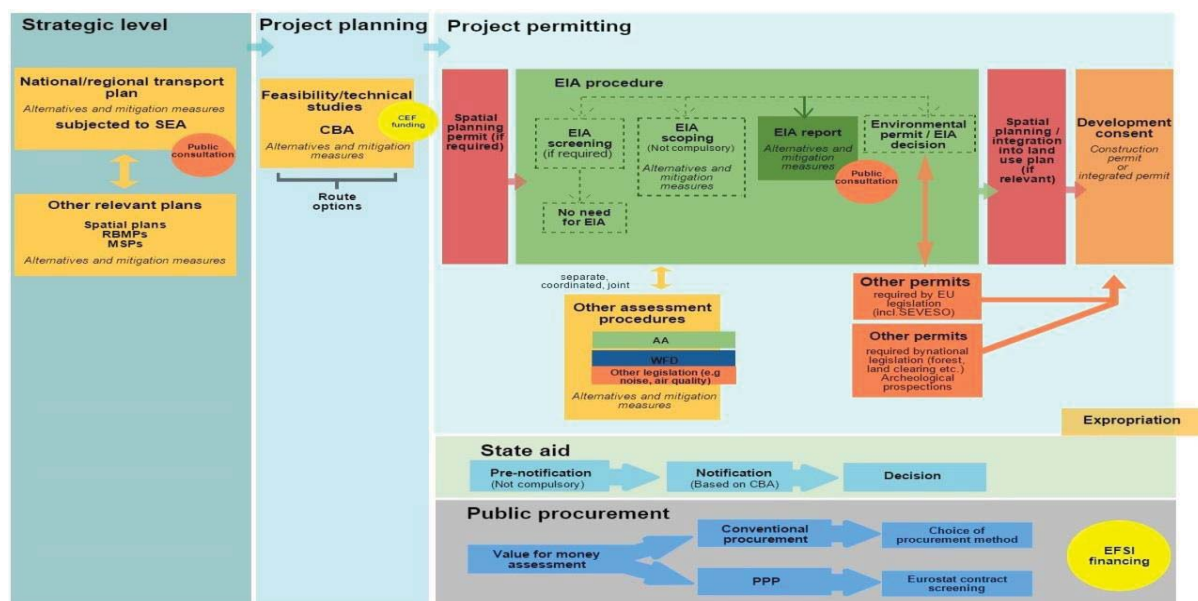 Strategic level
National/regional transport
plan
Alternatives and mitigation measures
subjected to SEA
Public
consultation
Other relevant plans
Spatial plans
RBMPs
MSPs
Alternatives and mitigation measures
Project planning
Feasibility/technical
studies
CBA
Alternatives and mitigation
measures
CEF
funding
Route
options
Project permitting
Spatial
planning
permit (if
required)
EIA procedure
EIA
screening
(if required)
No need
for EIA
EIA
scoping
(Not compulsory)
Alternatives and
mitigation
measures
EIA report
Alternatives and
mitigation
measures
Public
consultation
Environmental
permit / EIA
decision
Spatial
planning /
integration
into land
use plan
(if
relevant)
Development
consent
Construction
permit
or
integrated permit
separate,
coordinated, joint
Other assessment
procedures
AA
WFD
Other legislation (e.g
noise, air quality)
Alternatives and mitigation
measures
Other permits
required by EU
legislation
(incl.SEVESO)
Other permits
required bynational
legislation (forest,
land clearing etc.)
Archeological
prospections
Expropriation
State aid
Pre-notification
(Not compulsory)
Notification
(Based on CBA)
Decision
Public procurement
Value for money
assessment
Conventional
procurement
Choice of
procurement method
PPP
Eurostat contract
screening
EFSI
financing